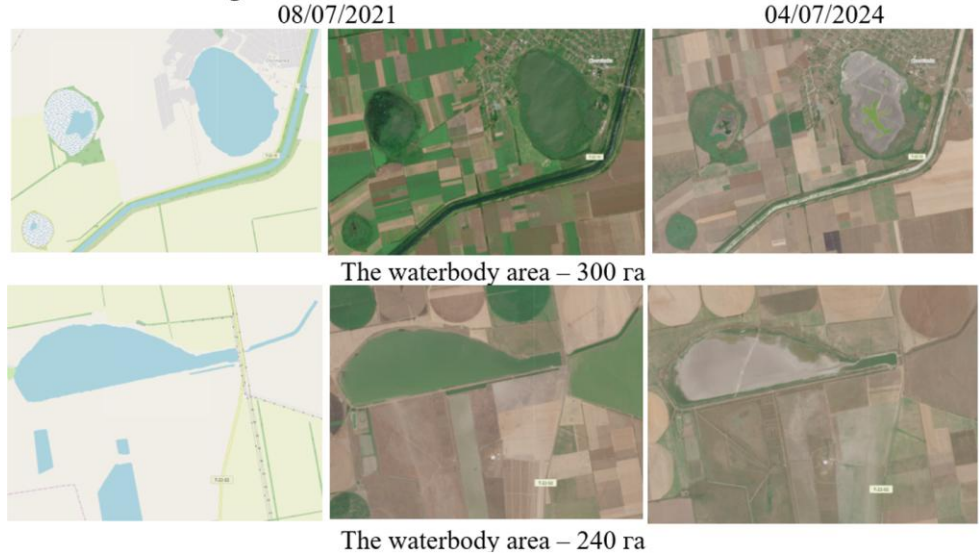 08/07/2021
04/07/2024
The waterbody area – 300 га
The waterbody area – 240 га